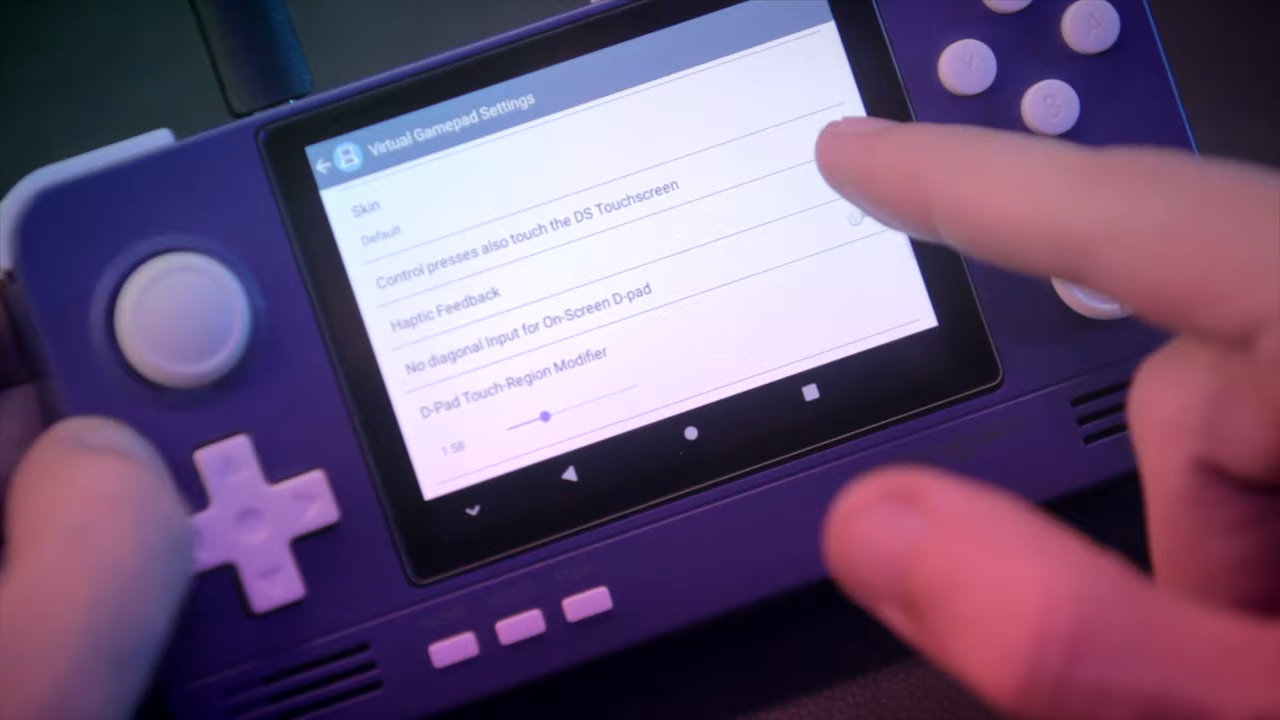 Virtual Gamepad Settings
Skin
Default
Control presses also touch the DS Touchscreen
Haptic Feedback
No diagonal Input for On-Screen D-pad
D-Pad Touch-Region Modifier
1.58
A
Y
B